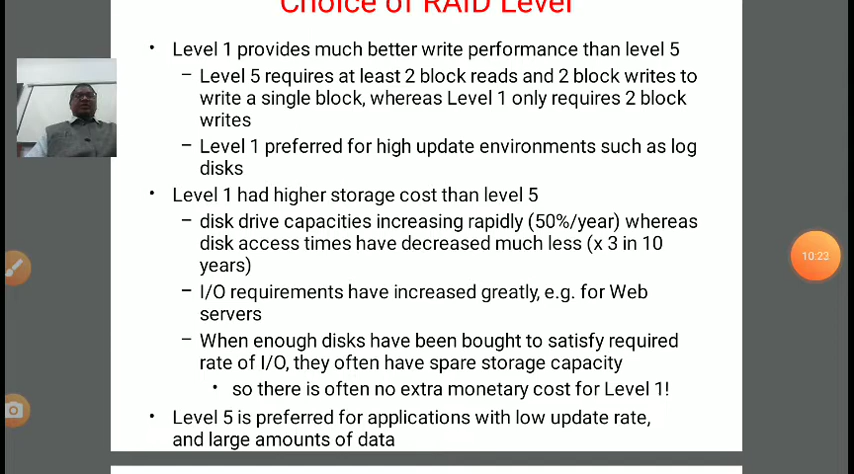 Choice of RAID Level
• Level 1 provides much better write performance than level 5
– Level 5 requires at least 2 block reads and 2 block writes to
write a single block, whereas Level 1 only requires 2 block
writes
– Level 1 preferred for high update environments such as log
disks
• Level 1 had higher storage cost than level 5
– disk drive capacities increasing rapidly (50%/year) whereas
disk access times have decreased much less (x 3 in 10
years)
– I/O requirements have increased greatly, e.g. for Web
servers
– When enough disks have been bought to satisfy required
rate of I/O, they often have spare storage capacity
• so there is often no extra monetary cost for Level 1!
• Level 5 is preferred for applications with low update rate,
and large amounts of data
10:23